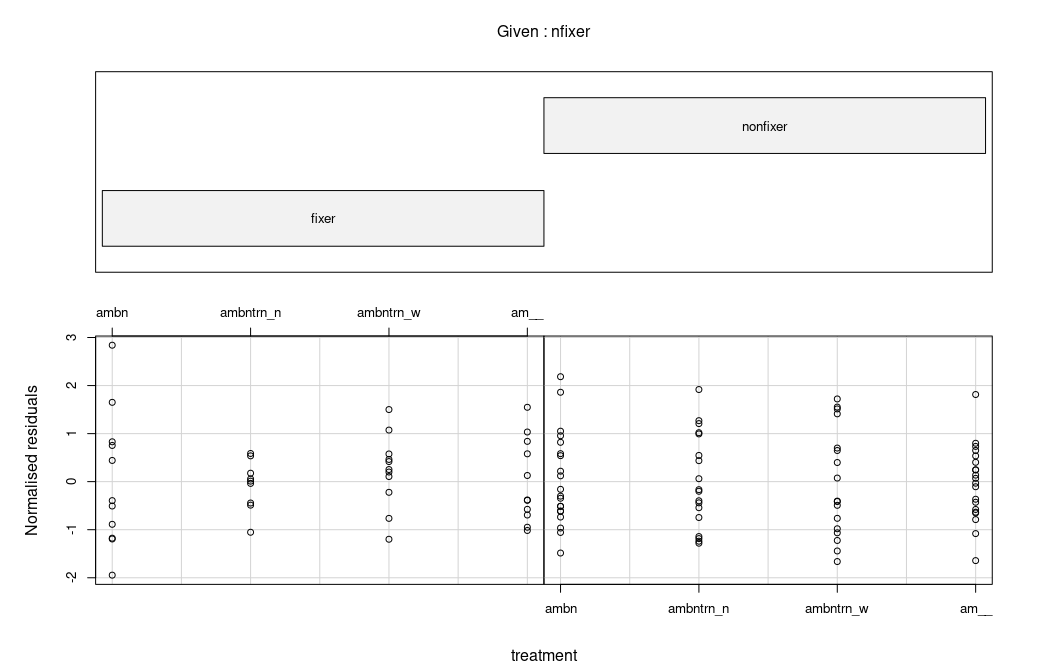 Given : nfixer
nonfixer
fixer
ambn ambntrn_n ambntrn_w am__
3
2
1
0
-1
-2
Normalised residuals
ambn ambntrn_n ambntrn_w am__
treatment